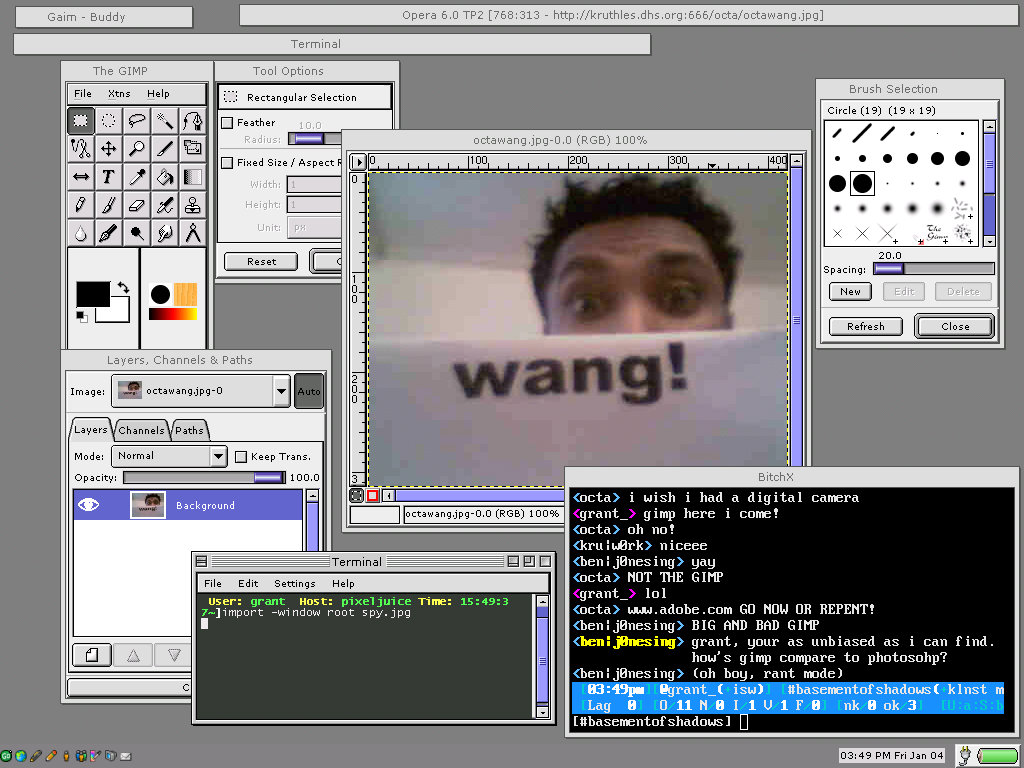 Gaim - Buddy
Opera 6.0 TP2 [768:313 - http://kruthles.dhs.org:666/octa/octawang.jpg]
Terminal
The GIMP
File Xtns Help
Tool Options
Rectangular Selection
Feather
10.0
Radius:
Fixed Size / Aspect R
Width: 1
Height: 1
Unit: px
Reset
C
octawang.jpg-0.0 (RGB) 100%
0 100 200 300 400
0
100
200
3
wang!
octawang.jpg-0.0 (RGB) 100%
Brush Selection
Circle (19) (19 x 19)
The Gimp
20.0
Spacing:
New Edit Delete
Refresh Close
Layers, Channels & Paths
Image: octawang.jpg-0 Auto
Layers Channels Paths
Mode: Normal Keep Trans.
Opacity: 100.0
Background
C
Terminal
File Edit Settings Help
User: grant Host: pixeljuice Time: 15:49:3
7~]import -window root spy.jpg
BitchX
<octa> i wish i had a digital camera
<grant_> gimp here i come!
<octa> oh no!
<kru|w0rk> niceee
<ben|j0nesing> yay
<octa> NOT THE GIMP
<grant_> lol
<octa> www.adobe.com GO NOW OR REPENT!
<ben|j0nesing> BIG AND BAD GIMP
<ben|j0nesing> grant, your as unbiased as i can find.
how's gimp compare to photosohp?
<ben|j0nesing> (oh boy, rant mode)
[03:49pm][@grant_(+isw)] [#basementofshadows(+klnst m
[Lag 0] [O/11 N/0 I/1 V/1 F/0] [nk/0 ok/3] [U:a:S:b
[#basementofshadows]
03:49 PM Fri Jan 04